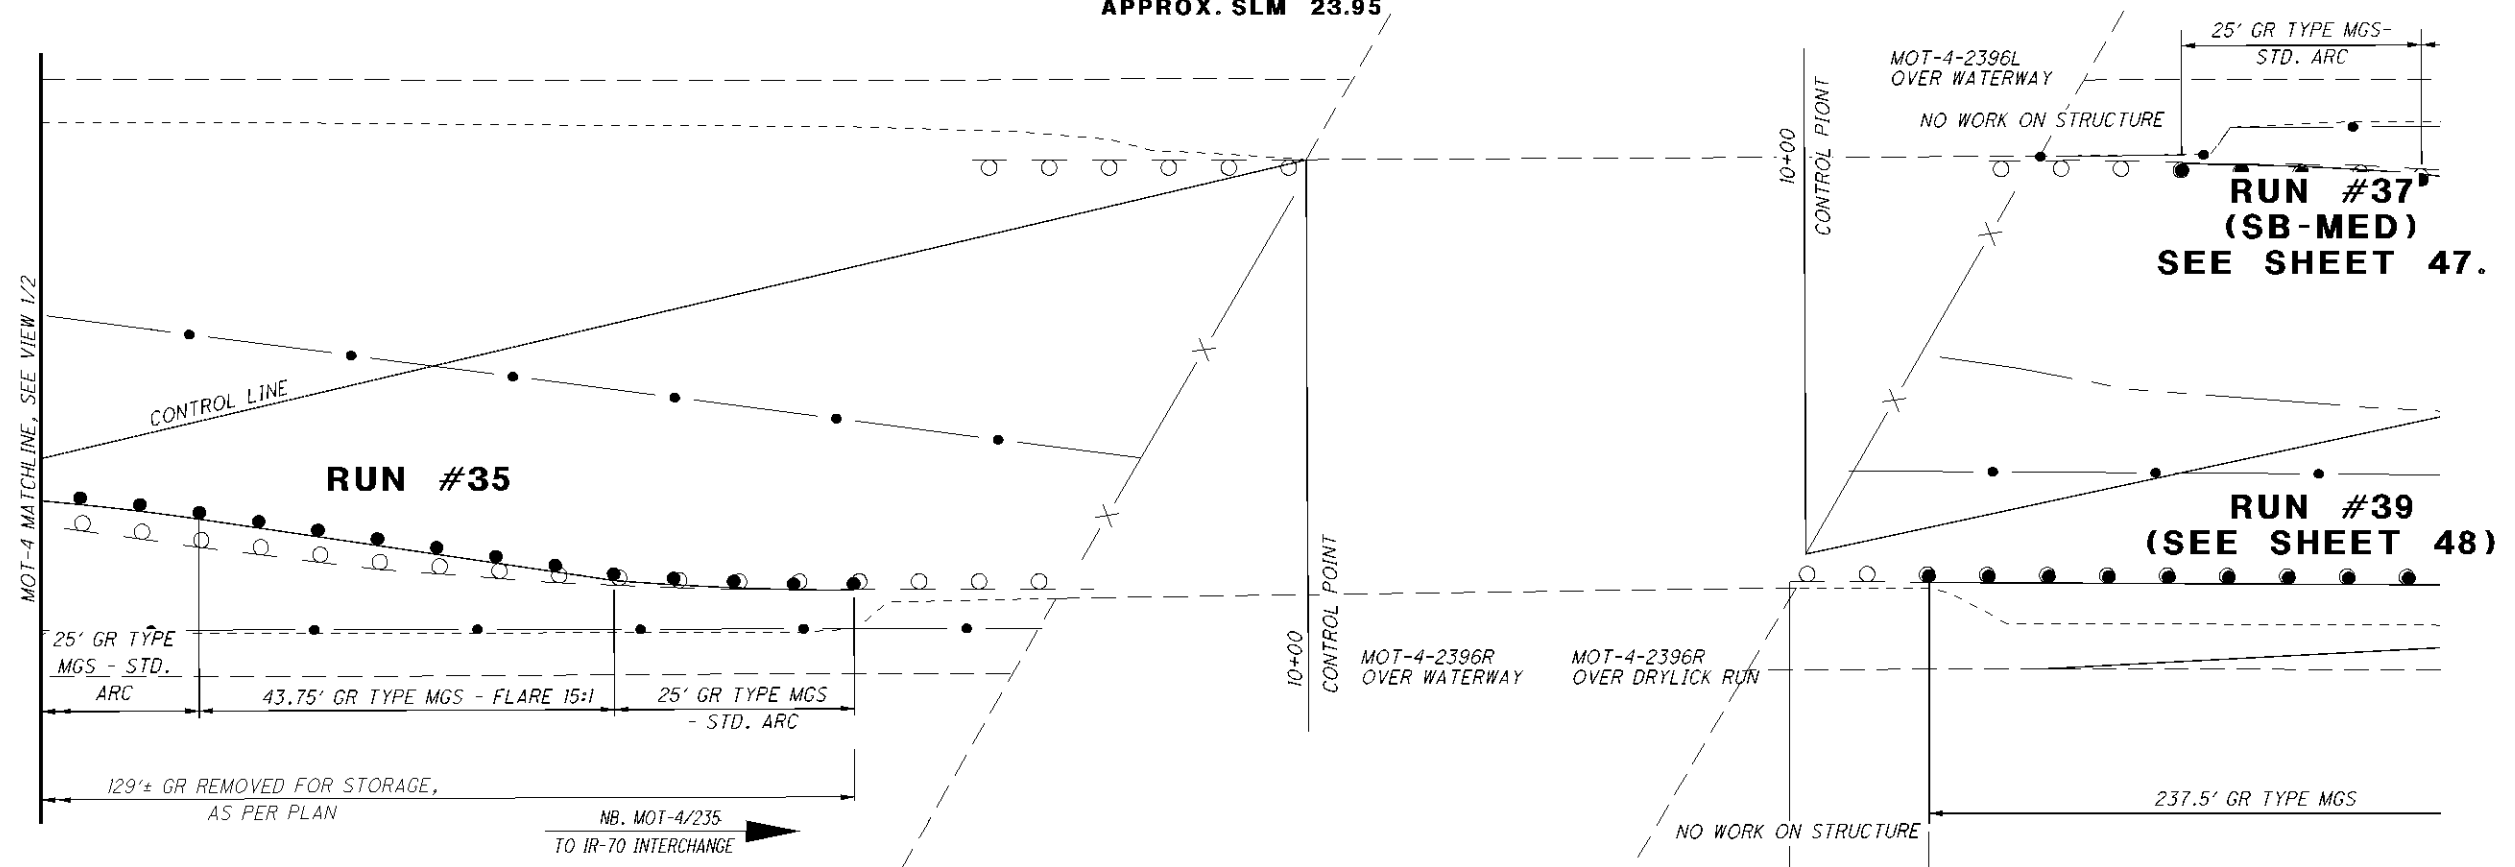 APPROX. SLM 23.95
MOT-4 MATCHLINE, SEE VIEW 1/2
CONTROL LINE
RUN #35
25' GR TYPE
MGS - STD.
ARC
43.75' GR TYPE MGS - FLARE 15:1
25' GR TYPE MGS
- STD. ARC
129'± GR REMOVED FOR STORAGE,
AS PER PLAN
NB. MOT-4/235
TO IR-70 INTERCHANGE
10+00
CONTROL POINT
MOT-4-2396R
OVER WATERWAY
MOT-4-2396R
OVER DRYLICK RUN
10+00
CONTROL PIONT
MOT-4-2396L
OVER WATERWAY
NO WORK ON STRUCTURE
25' GR TYPE MGS-
STD. ARC
RUN #37
(SB-MED)
SEE SHEET 47.
RUN #39
(SEE SHEET 48)
237.5' GR TYPE MGS
NO WORK ON STRUCTURE